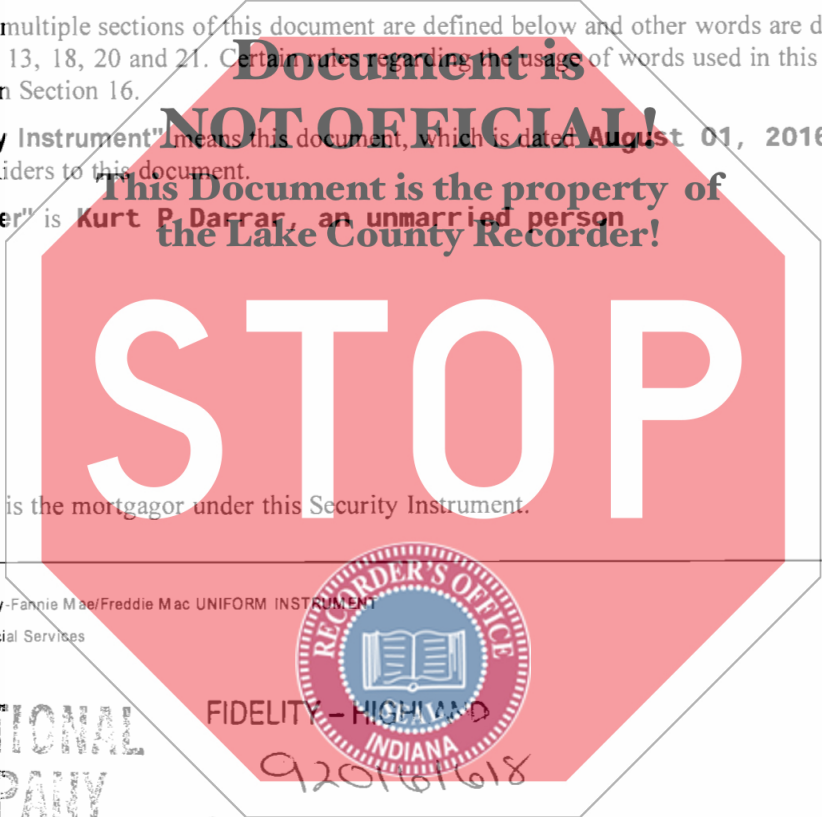 multiple sections of this document are defined below and other words are d
13, 18, 20 and 21. Certain rules regarding the usage of words used in this
n Section 16.
Document is
NOT OFFICIAL!
This Document is the property of
the Lake County Recorder!
y Instrument" means this document, which is dated August 01, 2016
iders to this document.
er" is Kurt P Darrar, an unmarried person
STOP
is the mortgagor under this Security Instrument.
y-Fannie Mae/Freddie Mac UNIFORM INSTRUMENT
ial Services
RECORDER'S OFFICE
SEAL
INDIANA
FIDELITY - HIGHLAND
TIONAL
PANY
920161618